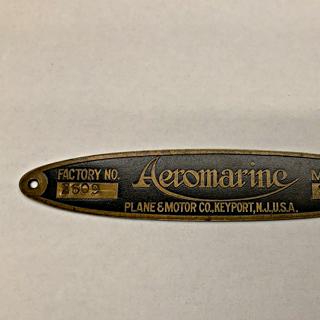 FACTORY NO. Aeromarine M
PLANE & MOTOR CO., KEYPORT, N.J. U.S.A.